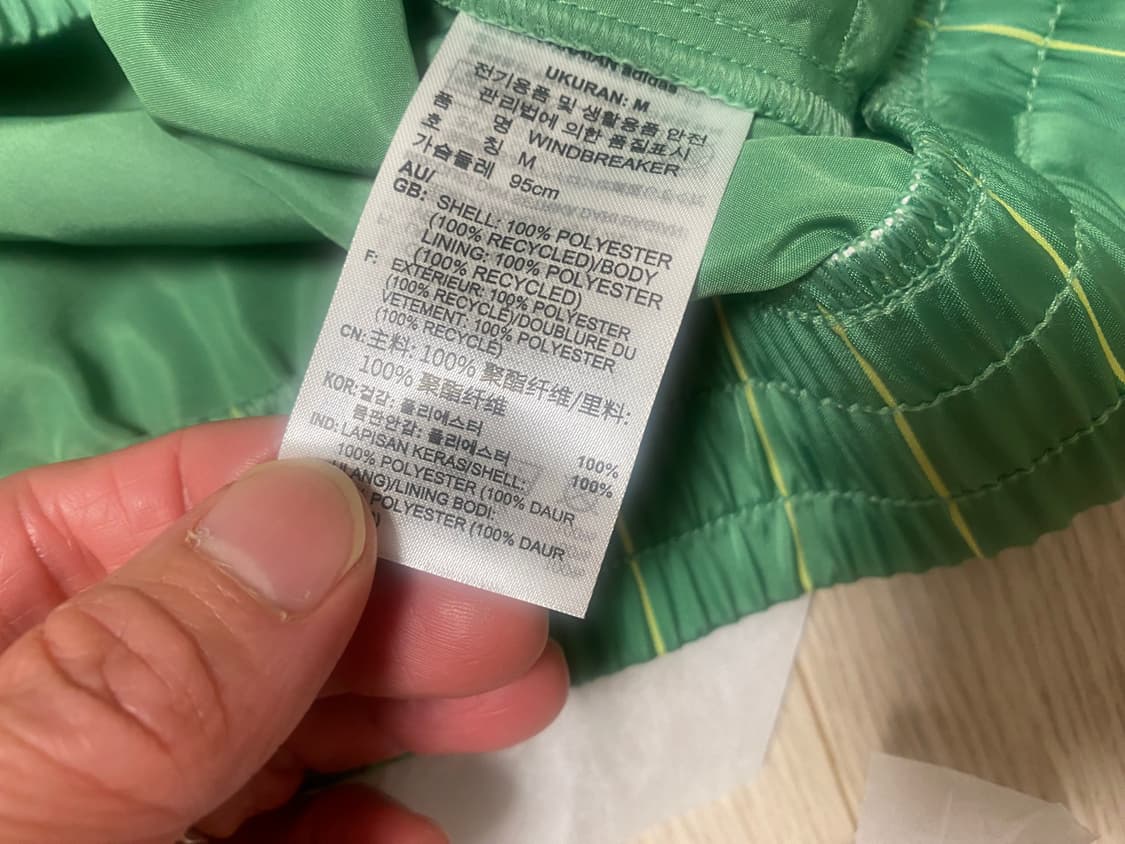 adidas
UKURAN: M
전기용품 및 생활용품 안전
관리법에 의한 품질표시
품 명 WINDBREAKER
호 칭 M
가슴둘레 95cm
AU/
GB: SHELL: 100% POLYESTER
(100% RECYCLED)/BODY
LINING: 100% POLYESTER
(100% RECYCLED)
F: EXTÉRIEUR: 100% POLYESTER
(100% RECYCLÉ)/DOUBLURE DU
VETEMENT: 100% POLYESTER
(100% RECYCLÉ)
CN: 主料: 100% 聚酯纤维/里料:
100% 聚酯纤维
KOR: 겉감: 폴리에스터 100%
몸판안감: 폴리에스터 100%
IND: LAPISAN KERAS/SHELL:
100% POLYESTER (100% DAUR
ULANG)/LINING BODI:
POLYESTER (100% DAUR